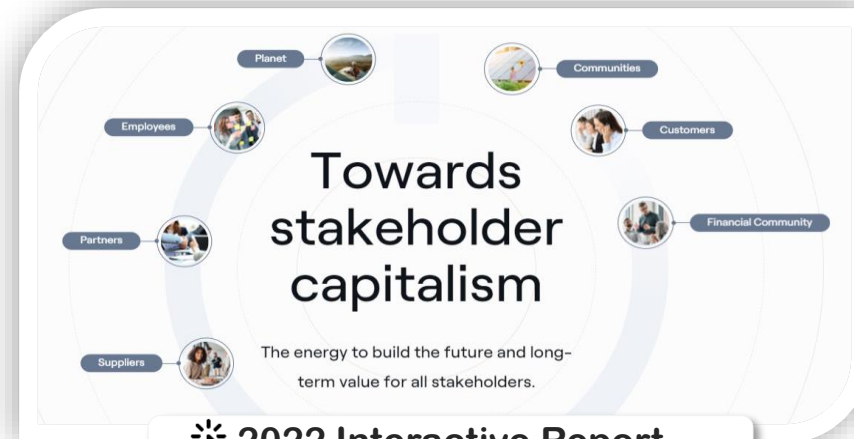 Planet
Communities
Employees
Customers
Towards
stakeholder
capitalism
Partners
Financial Community
Suppliers
The energy to build the future and long-
term value for all stakeholders.
2022 Interactive Report